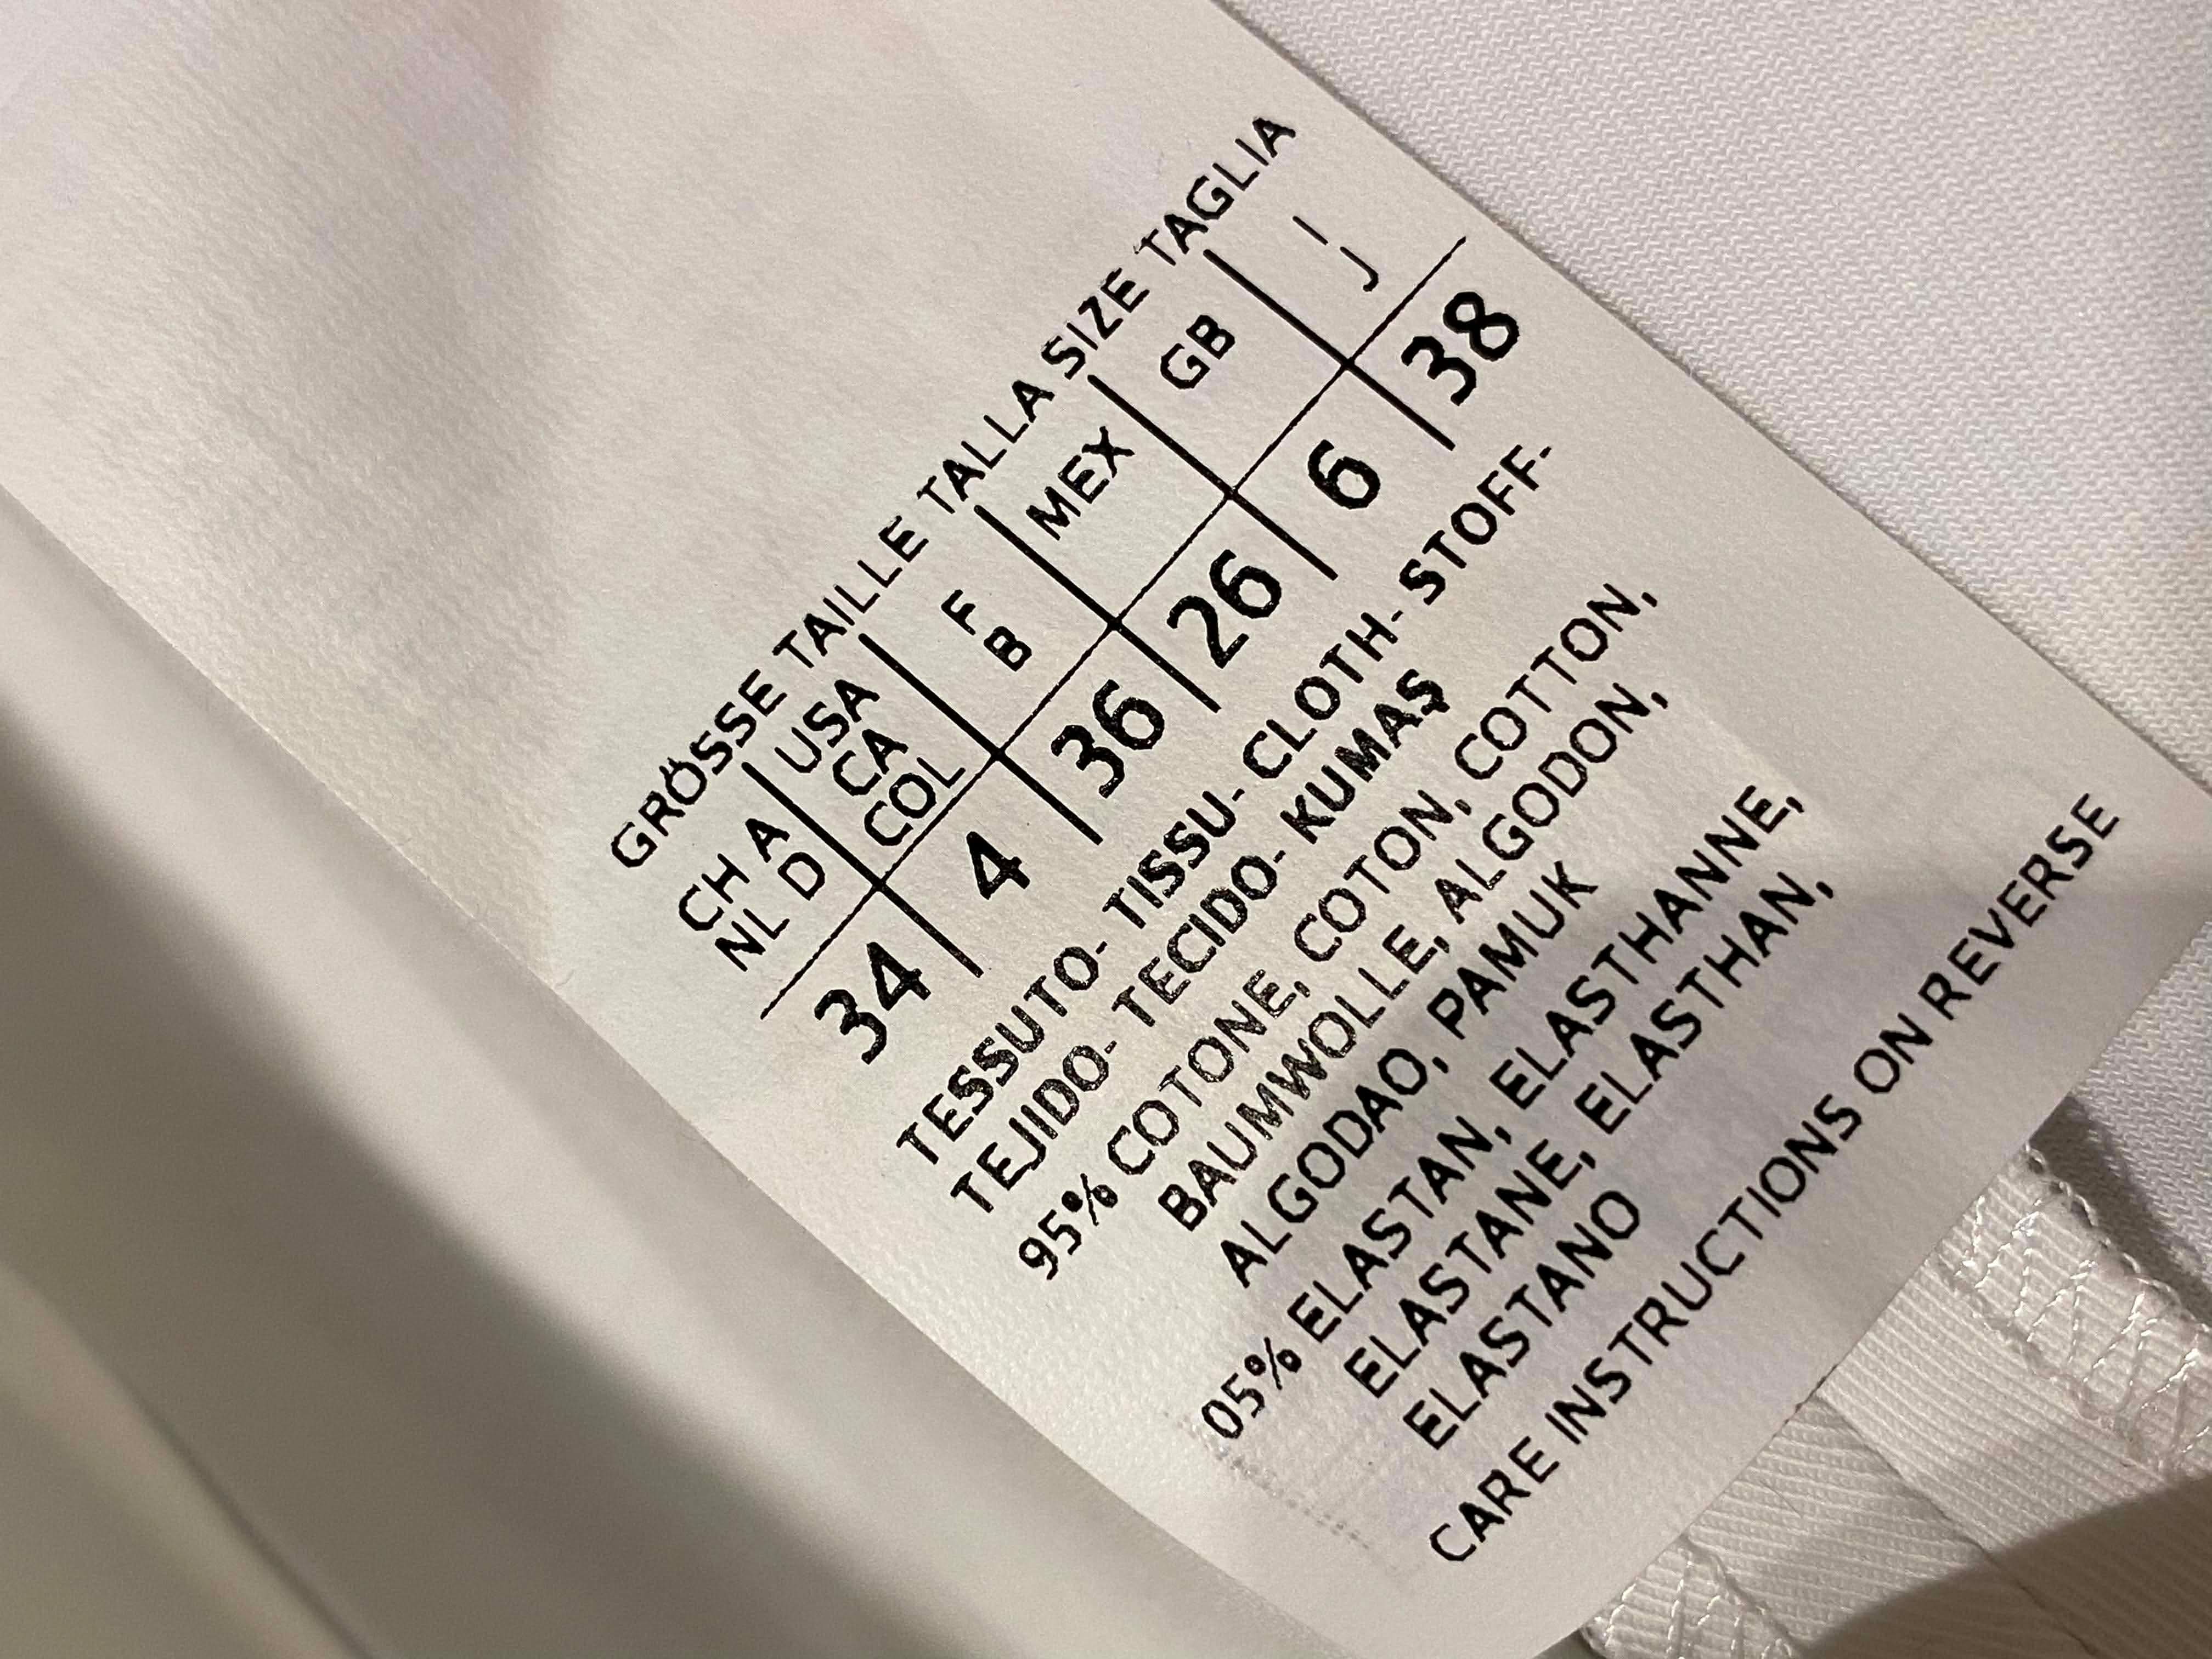 GRÖSSE TAILLE TALLA SIZE TAGLIA
CH A USA F MEX GB I
NL D CA B J
COL
34 4 36 26 6 38
TESSUTO- TISSU- CLOTH- STOFF-
TEJIDO- TECIDO- KUMAŞ
95% COTONE, COTON, COTTON,
BAUMWOLLE, ALGODON,
ALGODAO, PAMUK
05% ELASTAN, ELASTHANNE,
ELASTANE, ELASTHAN,
ELASTANO
CARE INSTRUCTIONS ON REVERSE